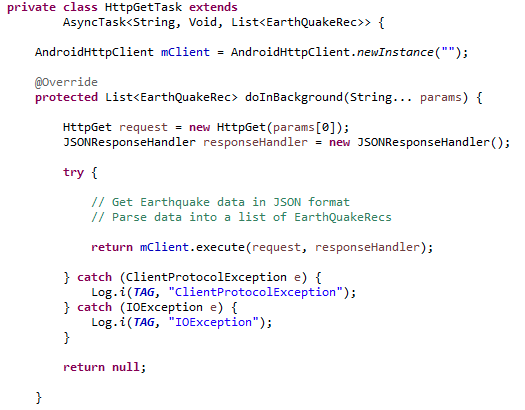 private class HttpGetTask extends
AsyncTask<String, Void, List<EarthQuakeRec>> {
AndroidHttpClient mClient = AndroidHttpClient.newInstance("");
@Override
protected List<EarthQuakeRec> doInBackground(String... params) {
HttpGet request = new HttpGet(params[0]);
JSONResponseHandler responseHandler = new JSONResponseHandler();
try {
// Get Earthquake data in JSON format
// Parse data into a list of EarthQuakeRecs
return mClient.execute(request, responseHandler);
} catch (ClientProtocolException e) {
Log.i(TAG, "ClientProtocolException");
} catch (IOException e) {
Log.i(TAG, "IOException");
}
return null;
}